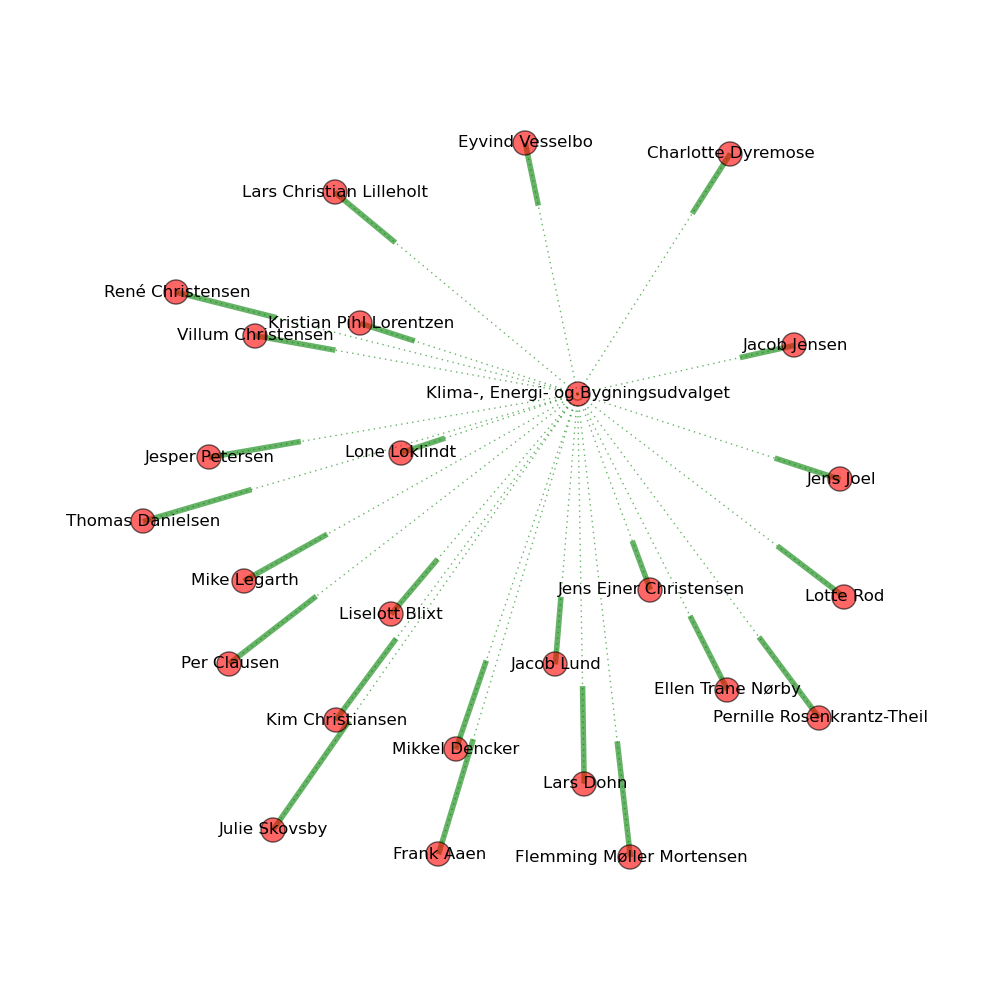 Eyvind Vesselbo
Charlotte Dyremose
Lars Christian Lilleholt
René Christensen
Kristian Pihl Lorentzen
Villum Christensen
Jacob Jensen
Klima-, Energi- og Bygningsudvalget
Jesper Petersen
Lone Loklindt
Jens Joel
Thomas Danielsen
Mike Legarth
Jens Ejner Christensen
Lotte Rod
Liselott Blixt
Per Clausen
Jacob Lund
Ellen Trane Nørby
Pernille Rosenkrantz-Theil
Kim Christiansen
Mikkel Dencker
Lars Dohn
Julie Skovsby
Frank Aaen
Flemming Møller Mortensen